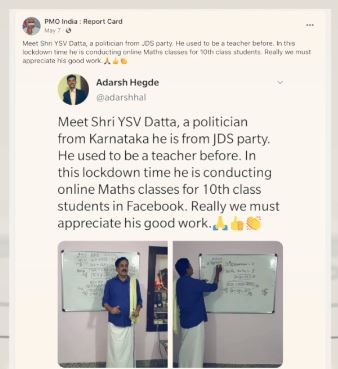 PMO India : Report Card
May 7 ·
Meet Shri YSV Datta, a politician from JDS party. He used to be a teacher before. In this
lockdown time he is conducting online Maths classes for 10th class students. Really we must
appreciate his good work 🙏👍👏
Adarsh Hegde
@adarshhal
Meet Shri YSV Datta, a politician
from Karnataka he is from JDS party.
He used to be a teacher before. In
this lockdown time he is conducting
online Maths classes for 10th class
students in Facebook. Really we must
appreciate his good work.🙏👍👏